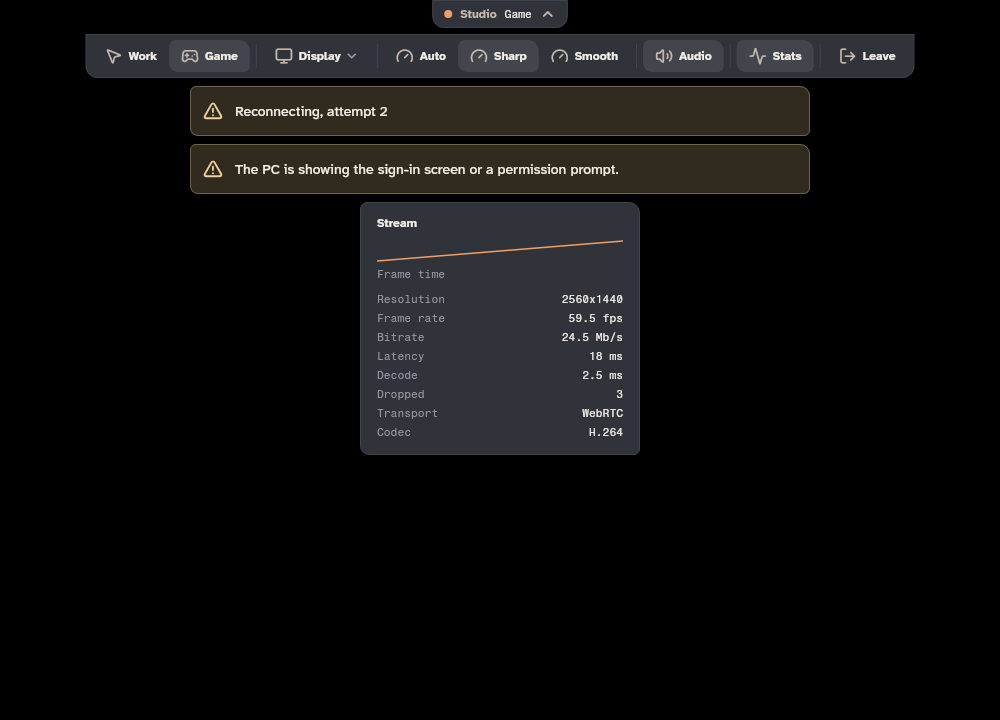 Studio Game
Work Game Display Auto Sharp Smooth Audio Stats Leave
Reconnecting, attempt 2
The PC is showing the sign-in screen or a permission prompt.
Stream
Frame time
Resolution 2560x1440
Frame rate 59.5 fps
Bitrate 24.5 Mb/s
Latency 18 ms
Decode 2.5 ms
Dropped 3
Transport WebRTC
Codec H.264